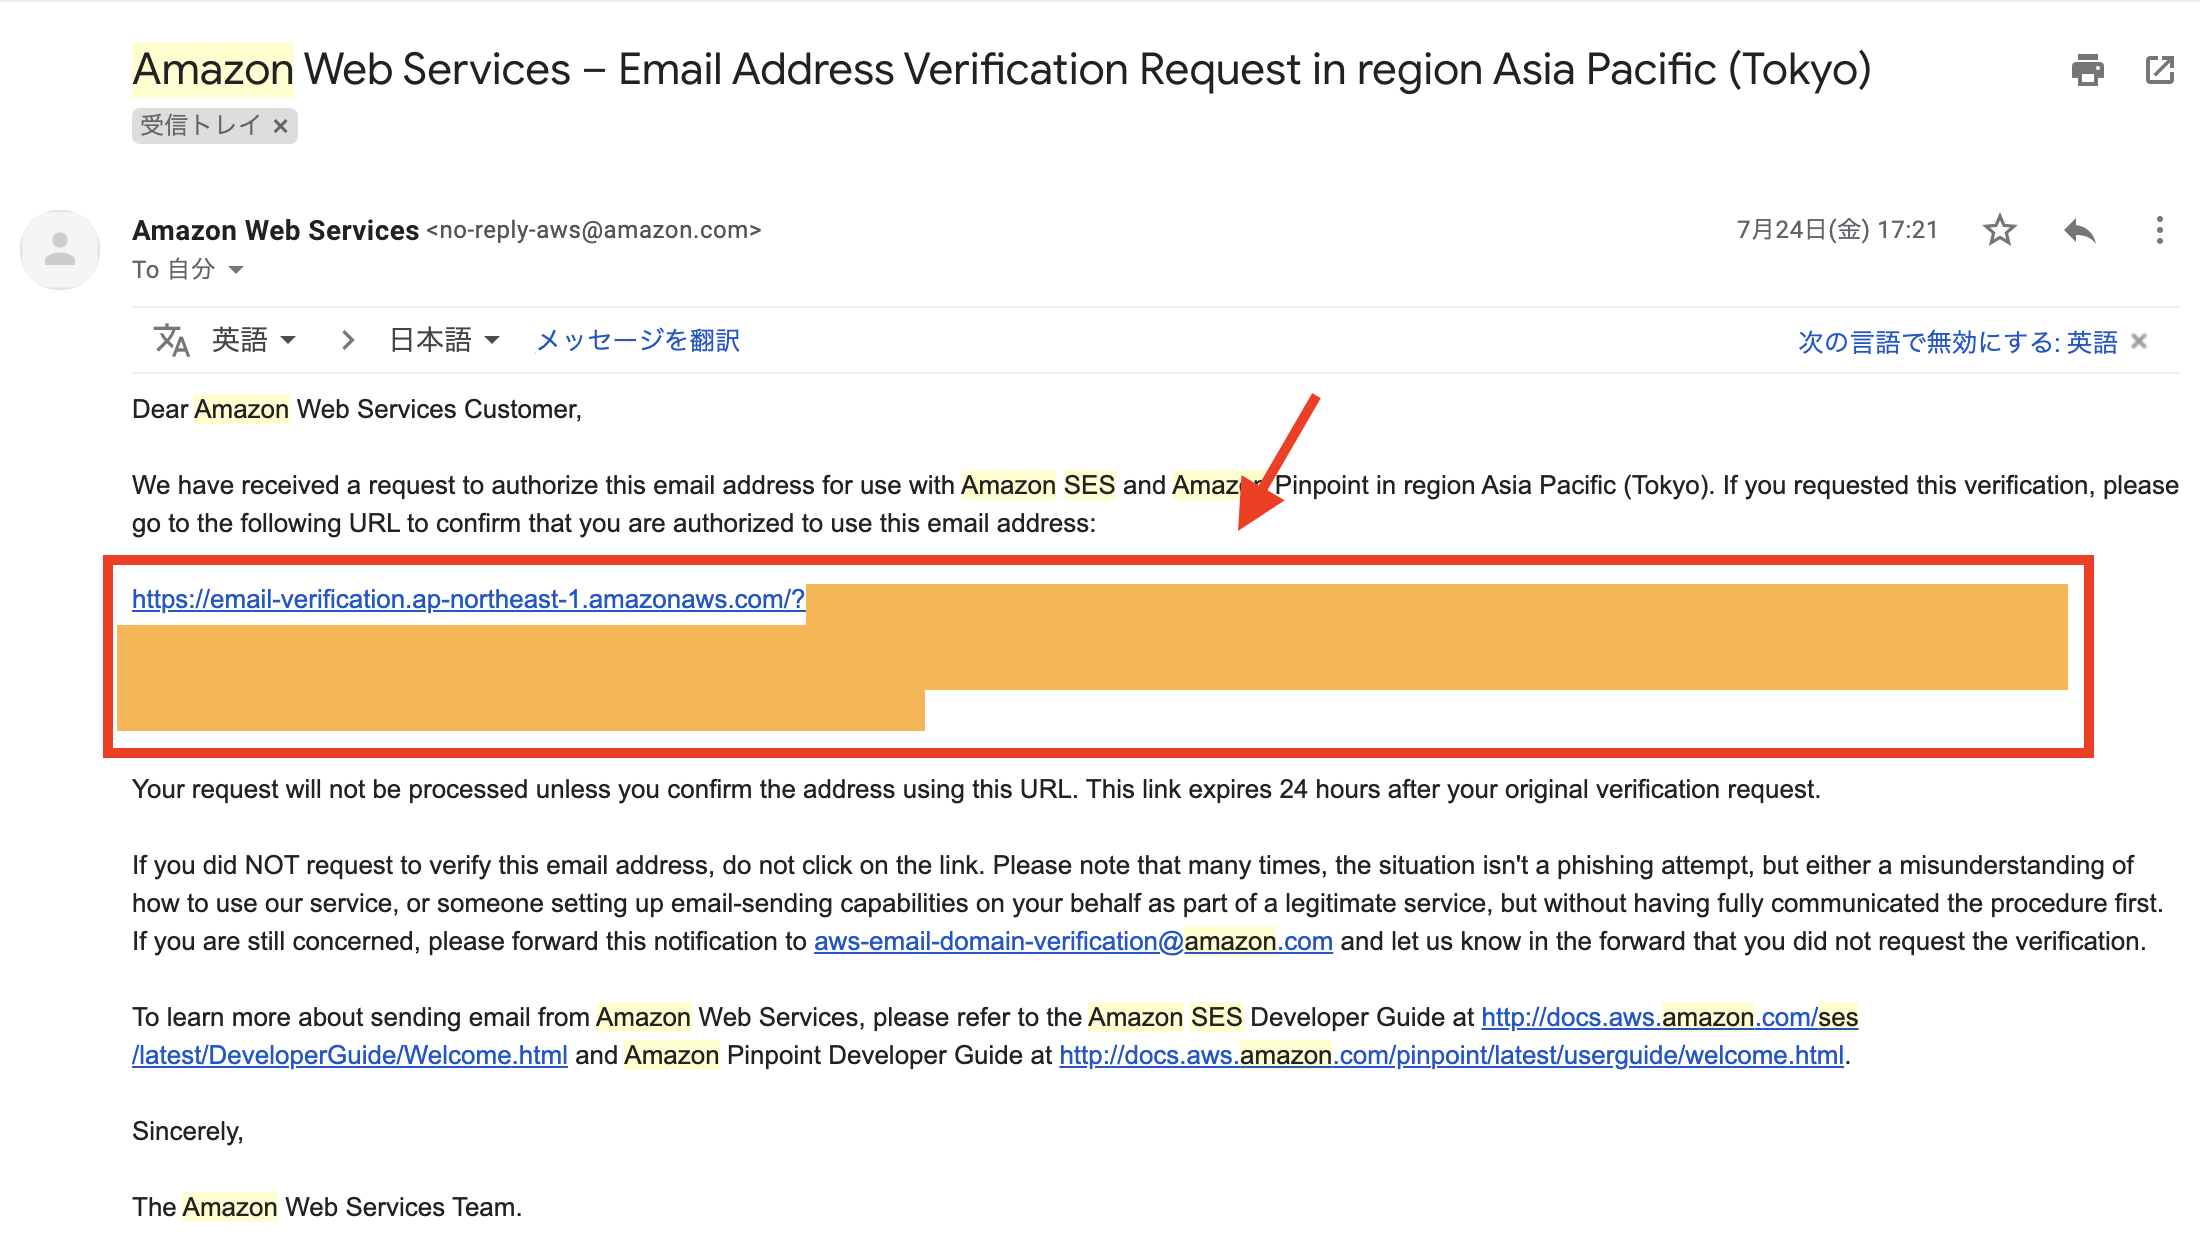 Amazon Web Services – Email Address Verification Request in region Asia Pacific (Tokyo)
受信トレイ ×
Amazon Web Services <no-reply-aws@amazon.com>
7月24日(金) 17:21
To 自分
英語 > 日本語 メッセージを翻訳
次の言語で無効にする: 英語 ×
Dear Amazon Web Services Customer,
We have received a request to authorize this email address for use with Amazon SES and Amazon Pinpoint in region Asia Pacific (Tokyo). If you requested this verification, please
go to the following URL to confirm that you are authorized to use this email address:
https://email-verification.ap-northeast-1.amazonaws.com/?
Your request will not be processed unless you confirm the address using this URL. This link expires 24 hours after your original verification request.
If you did NOT request to verify this email address, do not click on the link. Please note that many times, the situation isn't a phishing attempt, but either a misunderstanding of
how to use our service, or someone setting up email-sending capabilities on your behalf as part of a legitimate service, but without having fully communicated the procedure first.
If you are still concerned, please forward this notification to aws-email-domain-verification@amazon.com and let us know in the forward that you did not request the verification.
To learn more about sending email from Amazon Web Services, please refer to the Amazon SES Developer Guide at http://docs.aws.amazon.com/ses
/latest/DeveloperGuide/Welcome.html and Amazon Pinpoint Developer Guide at http://docs.aws.amazon.com/pinpoint/latest/userguide/welcome.html.
Sincerely,
The Amazon Web Services Team.